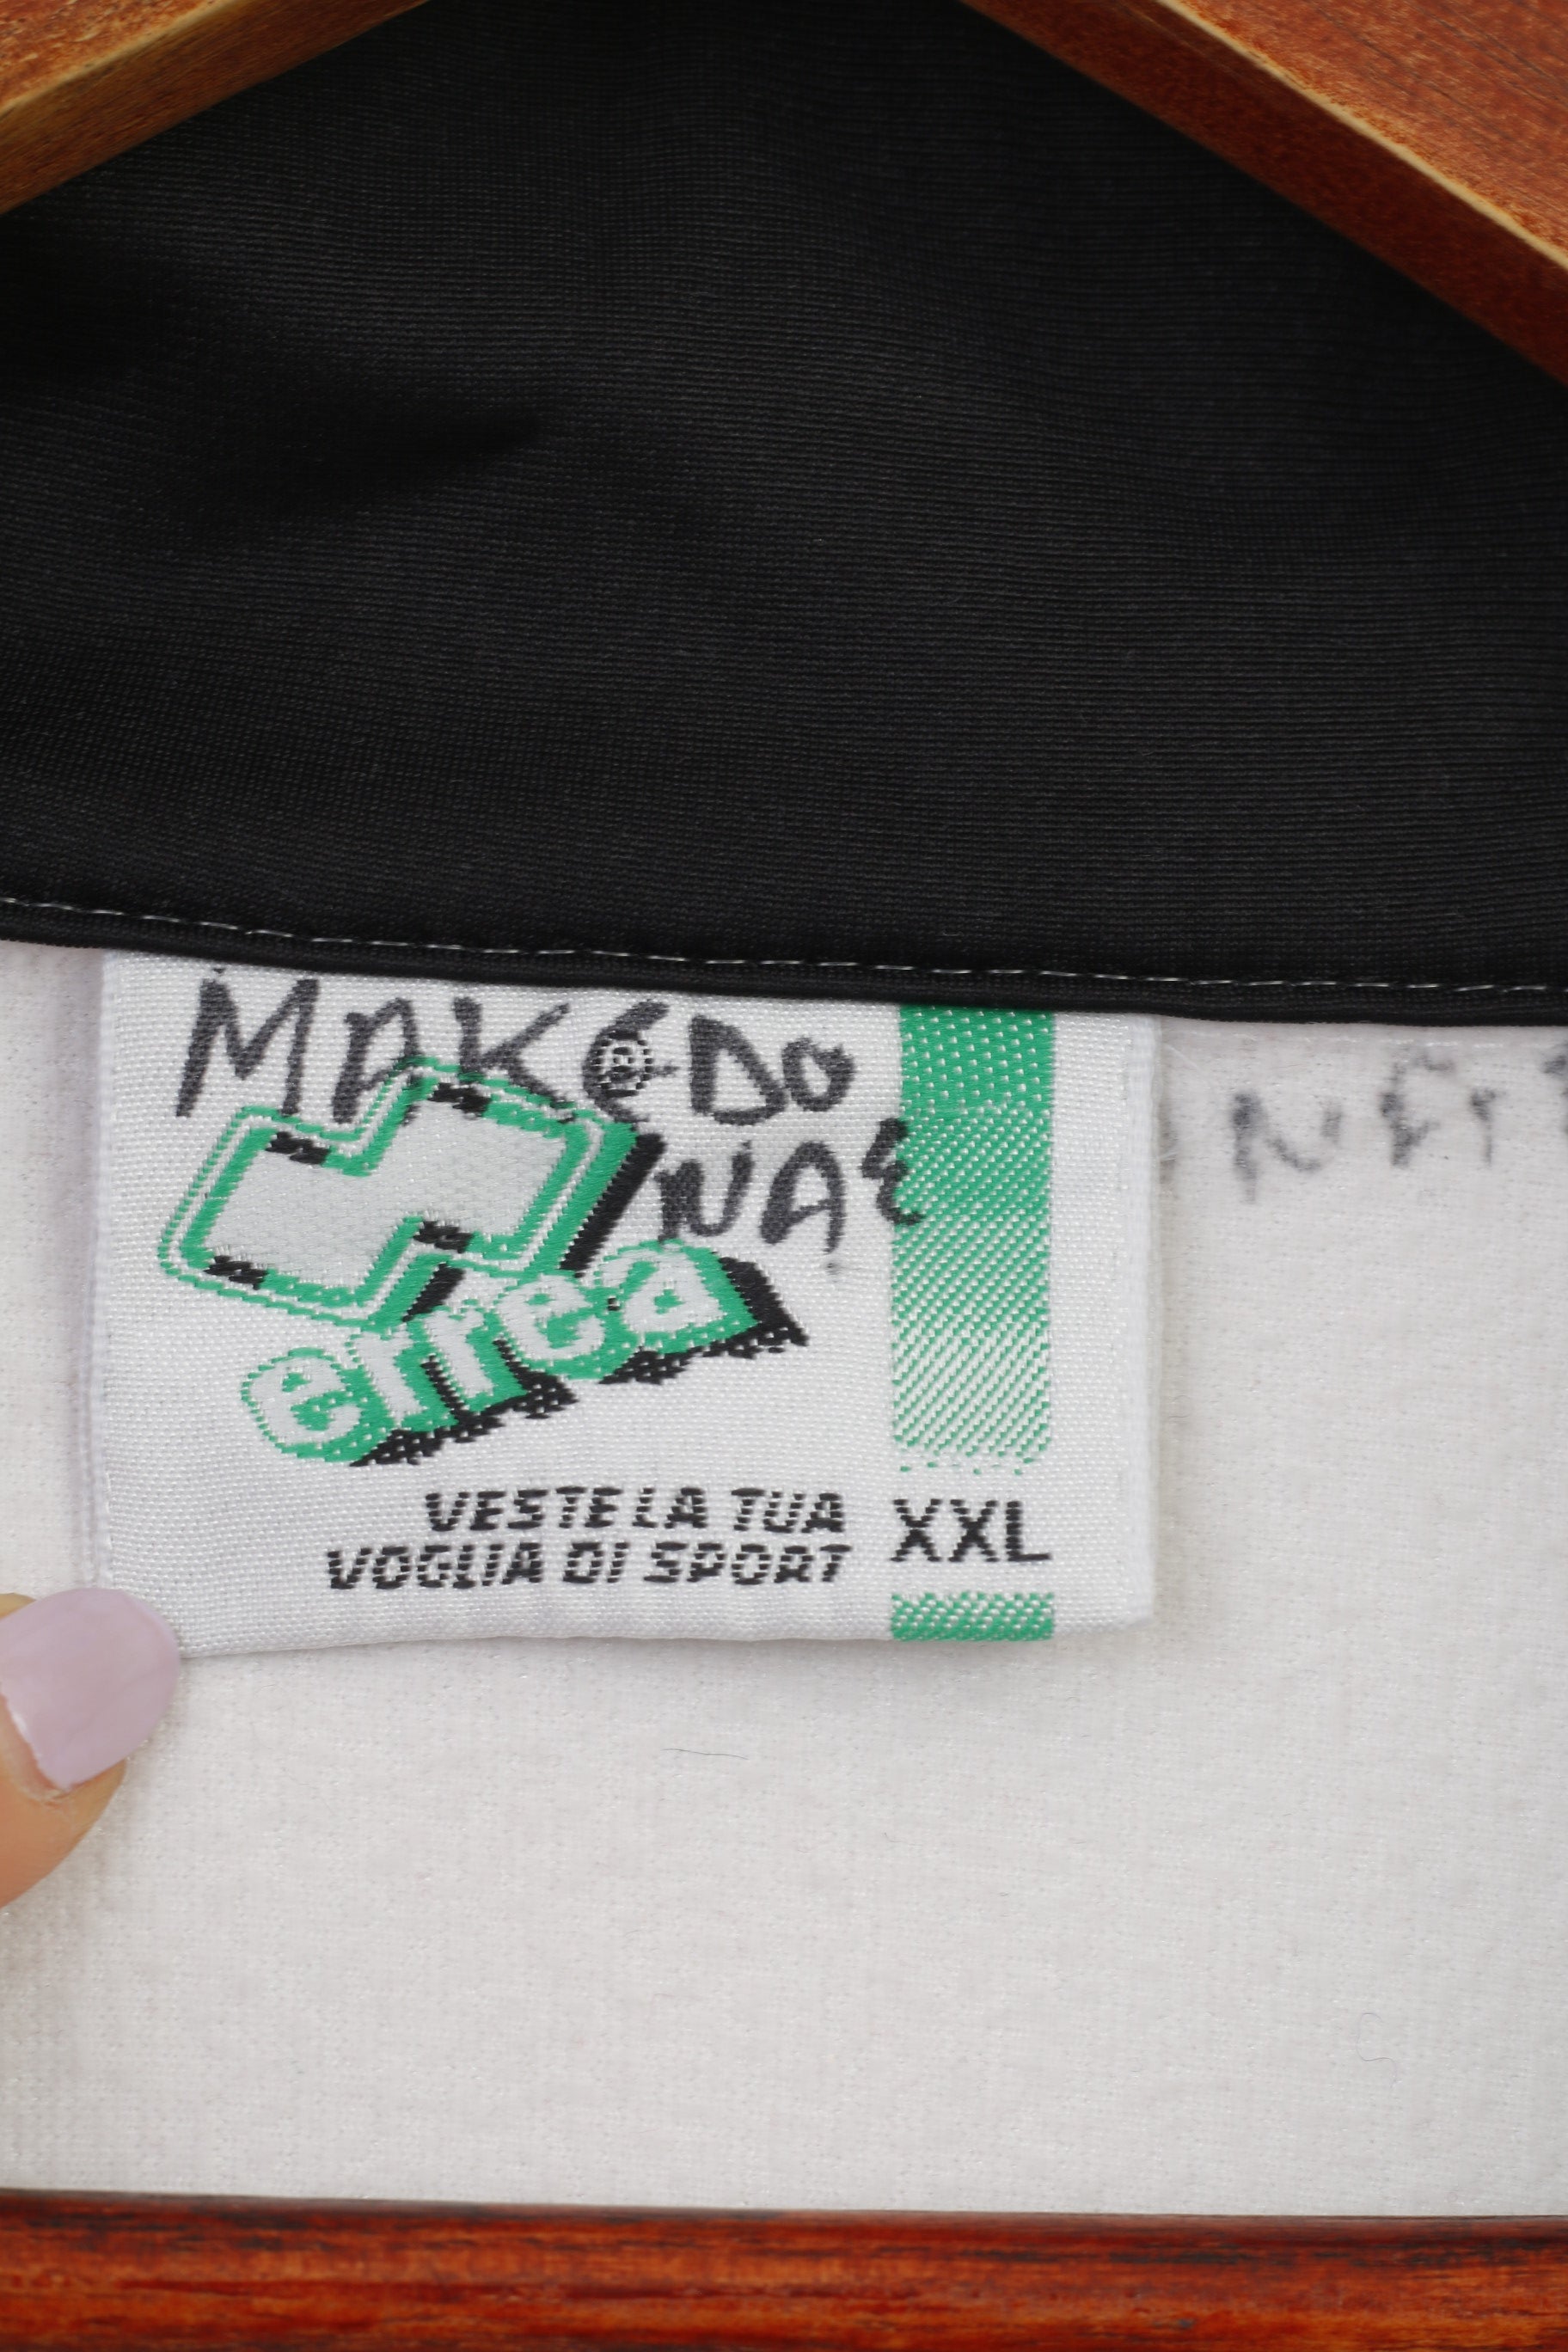 MAKEDO
NAE
errea
VESTE LA TUA
VOGLIA DI SPORT
XXL